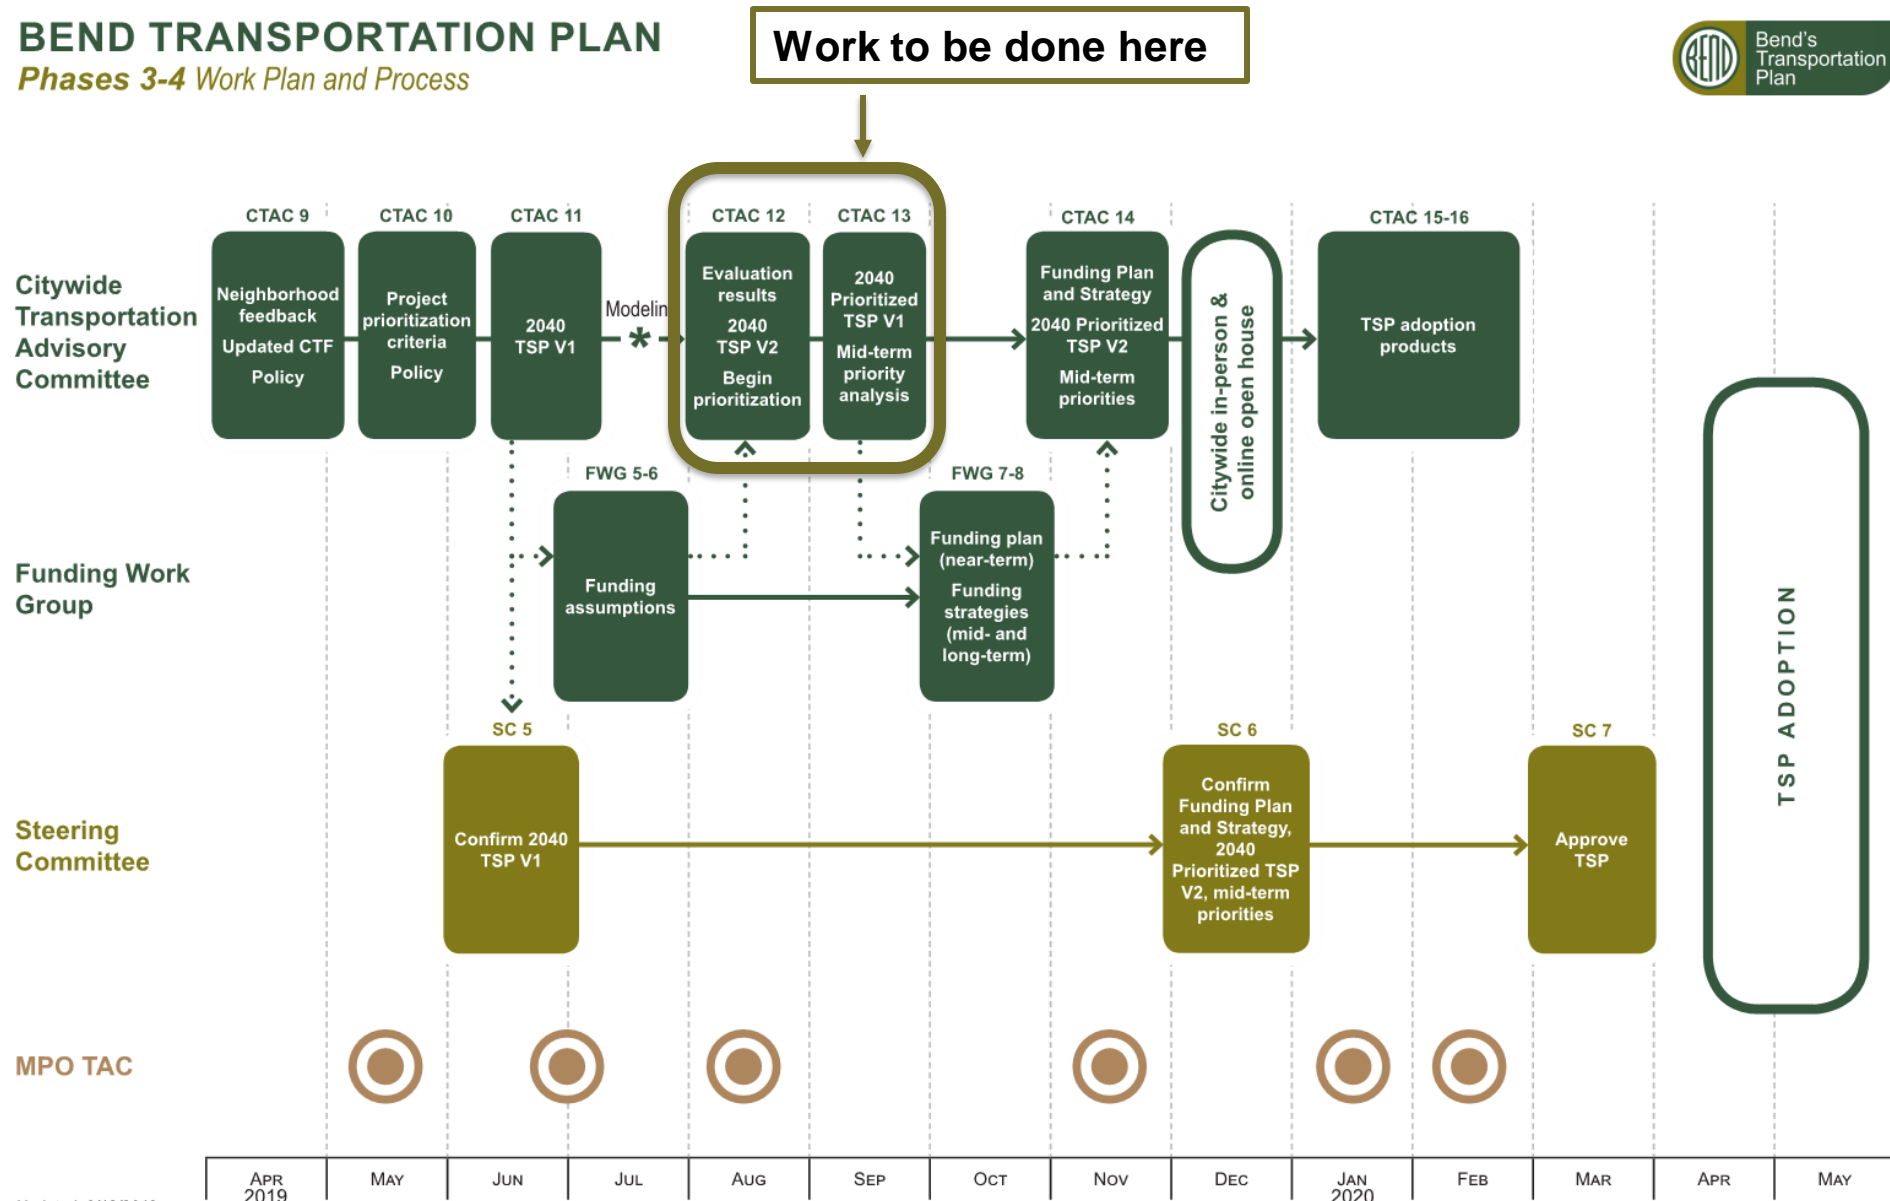 BEND TRANSPORTATION PLAN
Phases 3-4 Work Plan and Process
Work to be done here
BEND
Bend's
Transportation
Plan
CTAC 9
CTAC 10
CTAC 11
CTAC 12
CTAC 13
CTAC 14
CTAC 15-16
Citywide
Transportation
Advisory
Committee
Neighborhood
feedback
Updated CTF
Policy
Project
prioritization
criteria
Policy
2040
TSP V1
Modelin
*
Evaluation
results
2040
TSP V2
Begin
prioritization
2040
Prioritized
TSP V1
Mid-term
priority
analysis
Funding Plan
and Strategy
2040 Prioritized
TSP V2
Mid-term
priorities
Citywide in-person &
online open house
TSP adoption
products
FWG 5-6
FWG 7-8
Funding Work
Group
Funding
assumptions
Funding plan
(near-term)
Funding
strategies
(mid- and
long-term)
TSP ADOPTION
SC 5
SC 6
SC 7
Steering
Committee
Confirm 2040
TSP V1
Confirm
Funding Plan
and Strategy,
2040
Prioritized TSP
V2, mid-term
priorities
Approve
TSP
MPO TAC
APR
2019
MAY
JUN
JUL
AUG
SEP
OCT
NOV
DEC
JAN
2020
FEB
MAR
APR
MAY